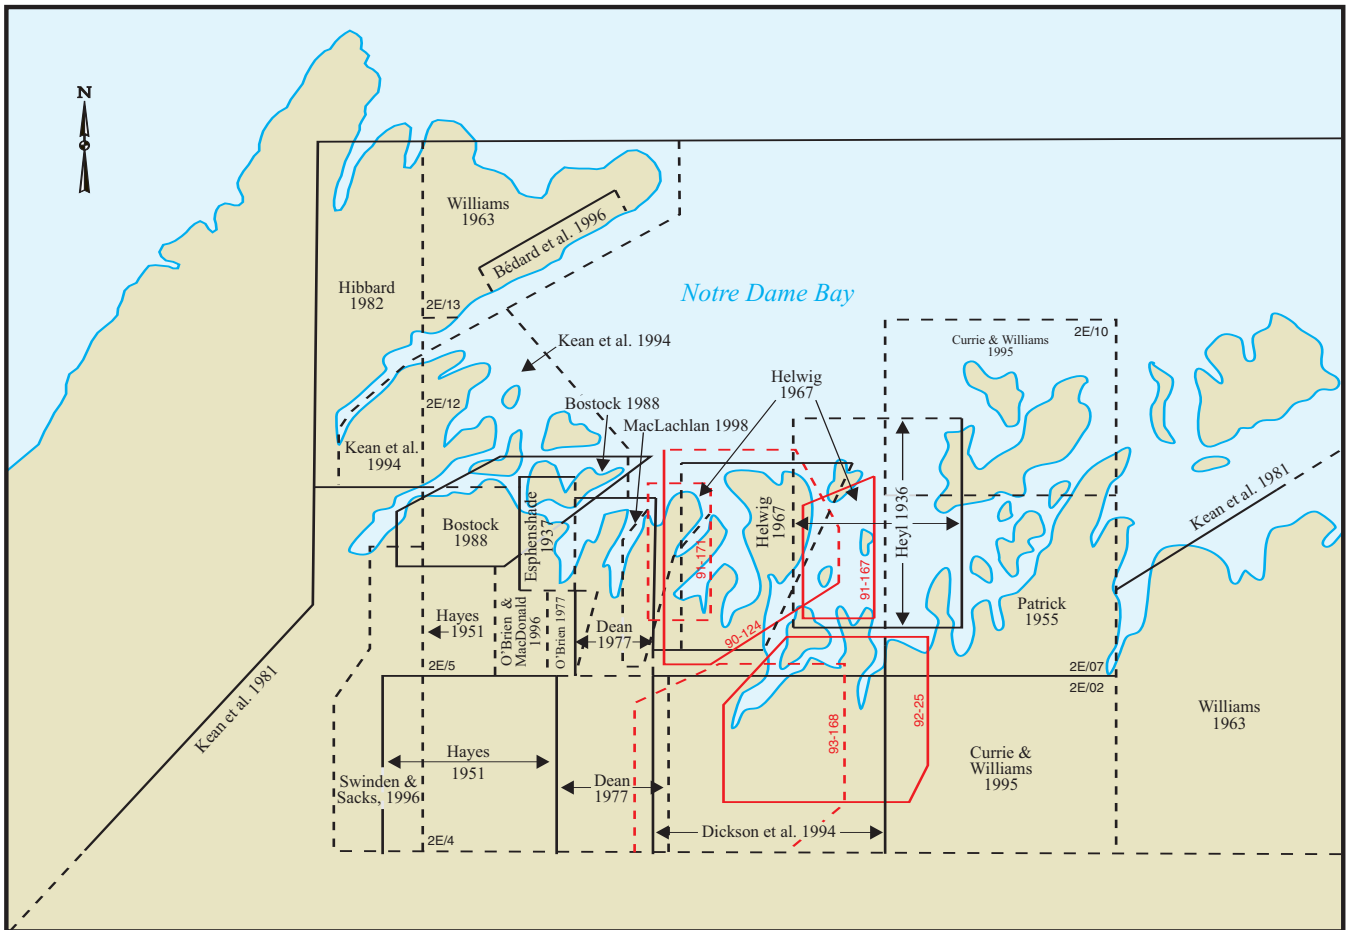 N
Williams
1963
Bédard et al. 1996
Hibbard
1982
2E/13
Notre Dame Bay
Kean et al. 1994
2E/10
Currie & Williams
1995
Helwig
1967
2E/12
Bostock 1988
MacLachlan 1998
Kean et al.
1994
Bostock
1988
Esphenshade
1937
Helwig
1967
Heyl 1936
Kean et al. 1981
91-171
91-167
Patrick
1955
Hayes
1951
O'Brien &
MacDonald
1996
O'Brien 1977
Dean
1977
90-124
2E/5
2E/07
2E/02
Kean et al. 1981
Williams
1963
92-25
93-168
Hayes
1951
Swinden &
Sacks, 1996
Dean
1977
Currie &
Williams
1995
Dickson et al. 1994
2E/4